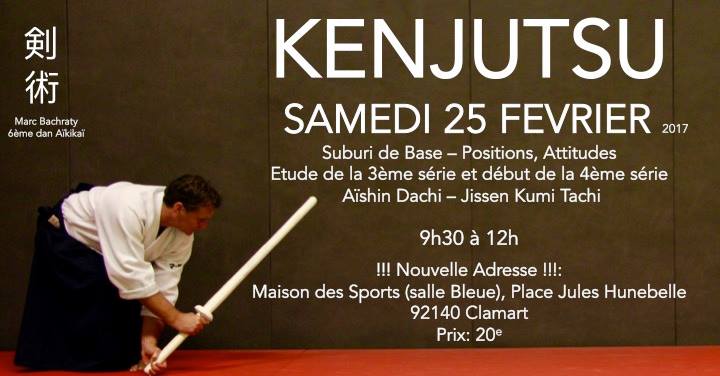 剣
術
Marc Bachraty
6ème dan Aïkikaï
KENJUTSU
SAMEDI 25 FEVRIER 2017
Suburi de Base – Positions, Attitudes
Etude de la 3ème série et début de la 4ème série
Aïshin Dachi – Jissen Kumi Tachi
9h30 à 12h
!!! Nouvelle Adresse !!!:
Maison des Sports (salle Bleue), Place Jules Hunebelle
92140 Clamart
Prix: 20ᵉ